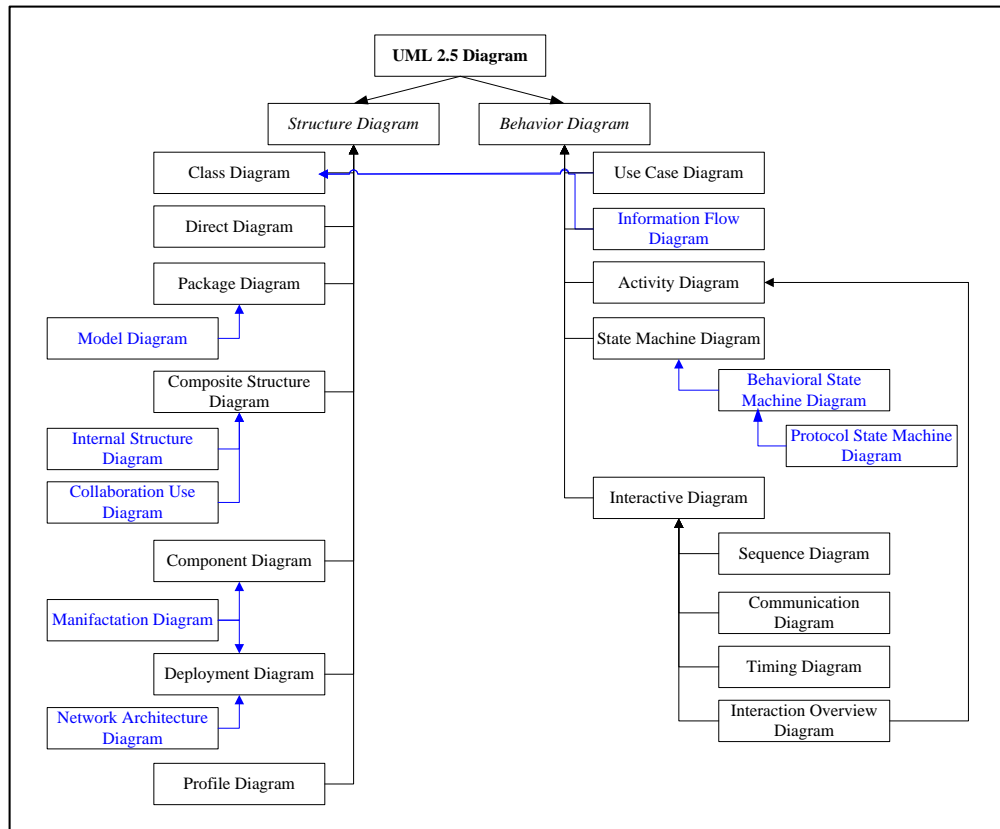 UML 2.5 Diagram
Structure Diagram
Behavior Diagram
Class Diagram
Direct Diagram
Package Diagram
Model Diagram
Composite Structure
Diagram
Internal Structure
Diagram
Collaboration Use
Diagram
Component Diagram
Manifactation Diagram
Deployment Diagram
Network Architecture
Diagram
Profile Diagram
Use Case Diagram
Information Flow
Diagram
Activity Diagram
State Machine Diagram
Behavioral State
Machine Diagram
Protocol State Machine
Diagram
Interactive Diagram
Sequence Diagram
Communication
Diagram
Timing Diagram
Interaction Overview
Diagram